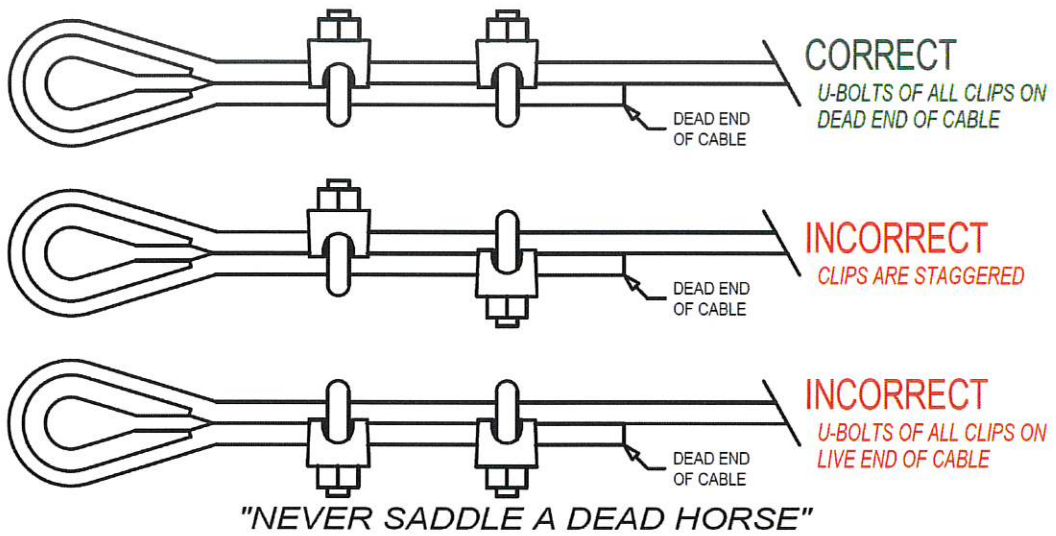 CORRECT
U-BOLTS OF ALL CLIPS ON
DEAD END OF CABLE
DEAD END
OF CABLE
INCORRECT
CLIPS ARE STAGGERED
DEAD END
OF CABLE
INCORRECT
U-BOLTS OF ALL CLIPS ON
LIVE END OF CABLE
DEAD END
OF CABLE
"NEVER SADDLE A DEAD HORSE"